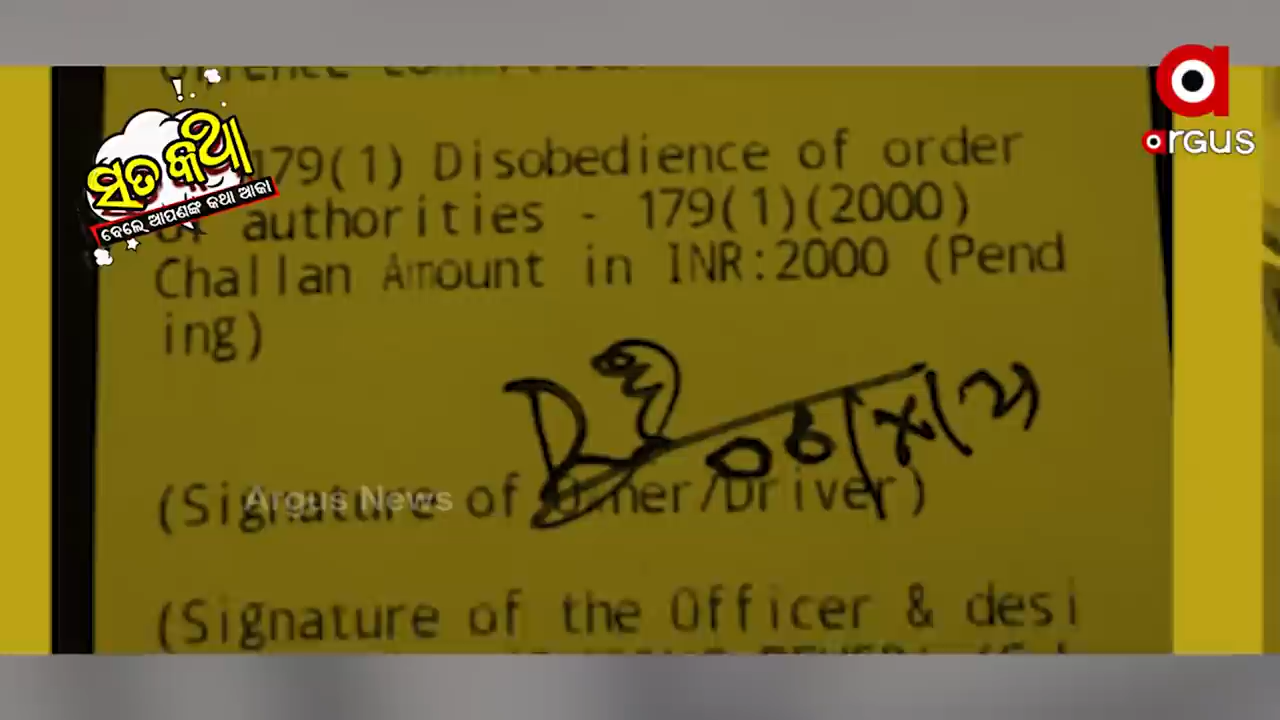 179(1) Disobedience of order
of authorities - 179(1)(2000)
Challan Amount in INR:2000 (Pend
ing)
(Signature of Owner/Driver)
(Signature of the Officer & desi
!
ସତ କଥା
ବେଲେ ଆପଣଙ୍କ କଥା ଆଜା
argus
Argus News